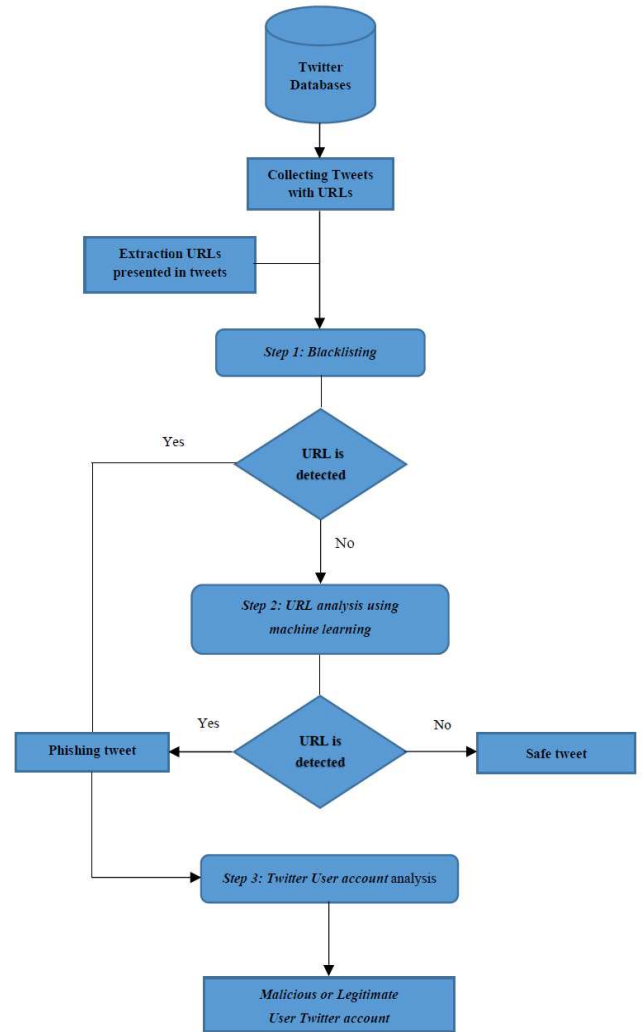 Twitter
Databases
Collecting Tweets
with URLs
Extraction URLs
presented in tweets
Step 1: Blacklisting
Yes
URL is
detected
No
Step 2: URL analysis using
machine learning
Yes
No
Phishing tweet
URL is
detected
Safe tweet
Step 3: Twitter User account analysis
Malicious or Legitimate
User Twitter account